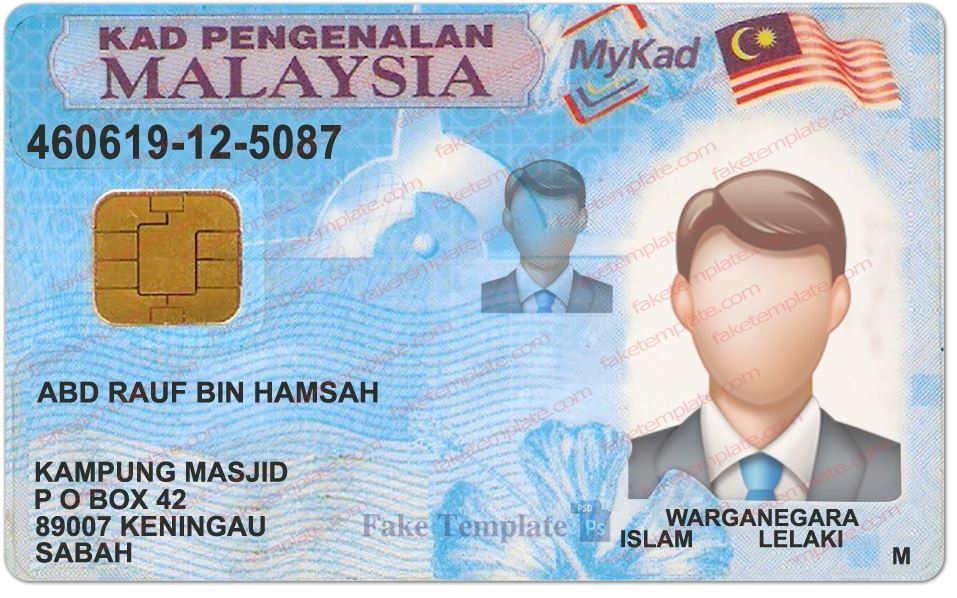 KAD PENGENALAN
MALAYSIA
MyKad
460619-12-5087
faketemplate.com
ABD RAUF BIN HAMSAH
KAMPUNG MASJID
P O BOX 42
89007 KENINGAU
SABAH
Fake Template
PSD
Ps
WARGANEGARA
ISLAM LELAKI
M